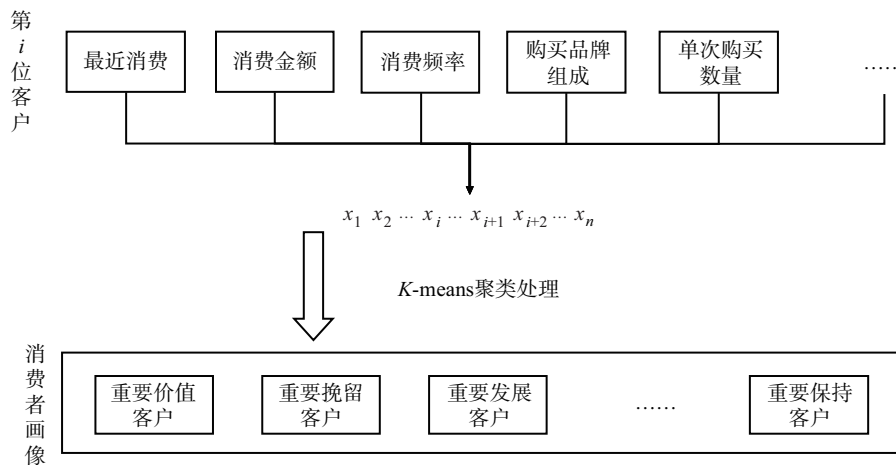 第i位客户
最近消费
消费金额
消费频率
购买品牌
组成
单次购买
数量
……
x1 x2 … xi … xi+1 xi+2 … xn
K-means聚类处理
消费者画像
重要价值
客户
重要挽留
客户
重要发展
客户
……
重要保持
客户